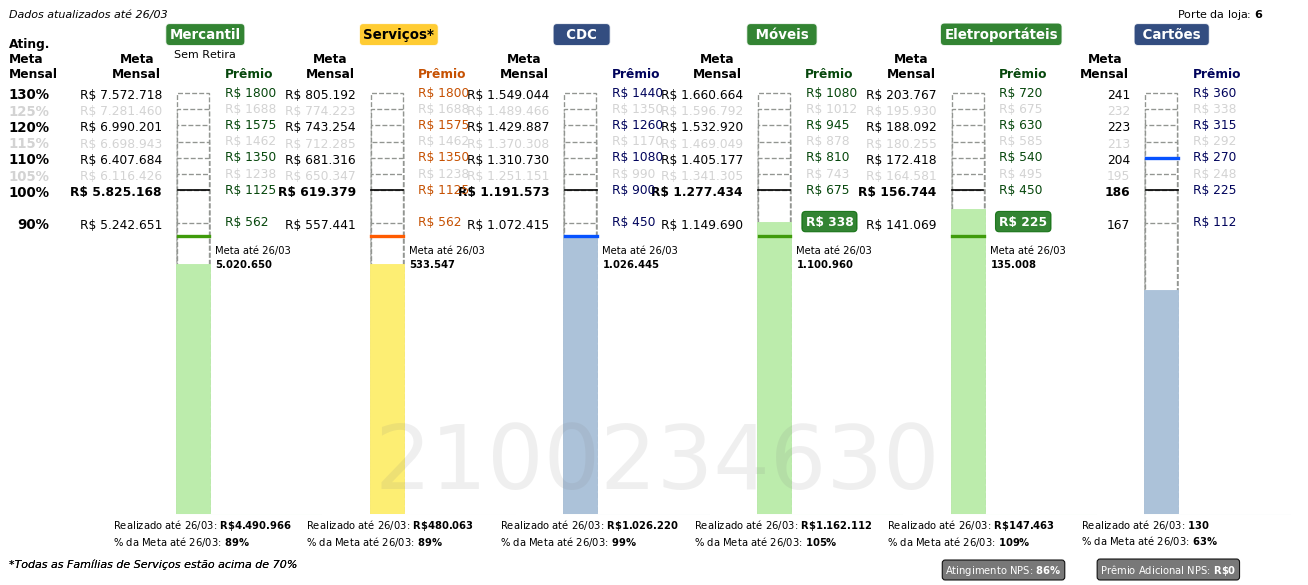 Dados atualizados até 26/03
Porte da loja: 6
Mercantil Serviços* CDC Móveis Eletroportáteis Cartões
Sem Retira
Ating. Meta Mensal
Meta Mensal Prêmio Meta Mensal Prêmio Meta Mensal Prêmio Meta Mensal Prêmio Meta Mensal Prêmio Meta Mensal Prêmio
130% R$ 7.572.718 R$ 1800 R$ 805.192 R$ 1800 R$ 1.549.044 R$ 1440 R$ 1.660.664 R$ 1080 R$ 203.767 R$ 720 241 R$ 360
125% R$ 7.281.460 R$ 1688 R$ 774.223 R$ 1688 R$ 1.489.466 R$ 1350 R$ 1.596.792 R$ 1012 R$ 195.930 R$ 675 232 R$ 338
120% R$ 6.990.201 R$ 1575 R$ 743.254 R$ 1575 R$ 1.429.887 R$ 1260 R$ 1.532.920 R$ 945 R$ 188.092 R$ 630 223 R$ 315
115% R$ 6.698.943 R$ 1462 R$ 712.285 R$ 1462 R$ 1.370.308 R$ 1170 R$ 1.469.049 R$ 878 R$ 180.255 R$ 585 213 R$ 292
110% R$ 6.407.684 R$ 1350 R$ 681.316 R$ 1350 R$ 1.310.730 R$ 1080 R$ 1.405.177 R$ 810 R$ 172.418 R$ 540 204 R$ 270
105% R$ 6.116.426 R$ 1238 R$ 650.347 R$ 1238 R$ 1.251.151 R$ 990 R$ 1.341.305 R$ 743 R$ 164.581 R$ 495 195 R$ 248
100% R$ 5.825.168 R$ 1125 R$ 619.379 R$ 1125 R$ 1.191.573 R$ 900 R$ 1.277.434 R$ 675 R$ 156.744 R$ 450 186 R$ 225
90% R$ 5.242.651 R$ 562 R$ 557.441 R$ 562 R$ 1.072.415 R$ 450 R$ 1.149.690 R$ 338 R$ 141.069 R$ 225 167 R$ 112
Meta até 26/03 Meta até 26/03 Meta até 26/03 Meta até 26/03 Meta até 26/03
5.020.650 533.547 1.026.445 1.100.960 135.008
2100234630
Realizado até 26/03: R$4.490.966 Realizado até 26/03: R$480.063 Realizado até 26/03: R$1.026.220 Realizado até 26/03: R$1.162.112 Realizado até 26/03: R$147.463 Realizado até 26/03: 130
% da Meta até 26/03: 89% % da Meta até 26/03: 89% % da Meta até 26/03: 99% % da Meta até 26/03: 105% % da Meta até 26/03: 109% % da Meta até 26/03: 63%
*Todas as Famílias de Serviços estão acima de 70%
Atingimento NPS: 86% Prêmio Adicional NPS: R$0